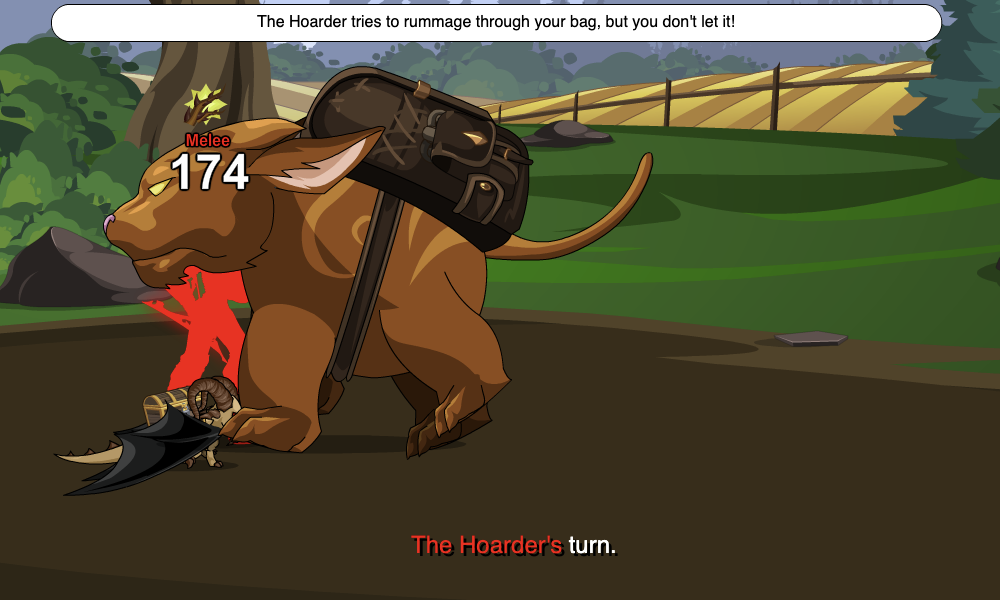 The Hoarder tries to rummage through your bag, but you don't let it!
Melee
174
The Hoarder's turn.